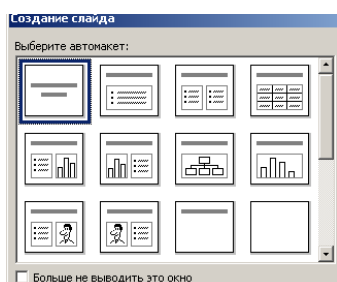 Создание слайда
Выберите автомакет:
Больше не выводить это окно